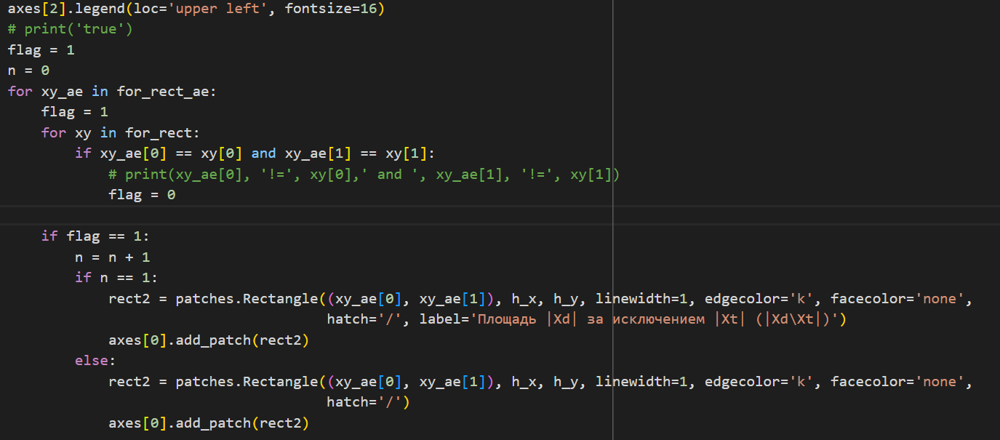 axes[2].legend(loc='upper left', fontsize=16)
# print('true')
flag = 1
n = 0
for xy_ae in for_rect_ae:
    flag = 1
    for xy in for_rect:
        if xy_ae[0] == xy[0] and xy_ae[1] == xy[1]:
            # print(xy_ae[0], '!=', xy[0],' and ', xy_ae[1], '!=', xy[1])
            flag = 0
    if flag == 1:
        n = n + 1
        if n == 1:
            rect2 = patches.Rectangle((xy_ae[0], xy_ae[1]), h_x, h_y, linewidth=1, edgecolor='k', facecolor='none',
                                      hatch='/', label='Площадь |Xd| за исключением |Xt| (|Xd\Xt|)')
            axes[0].add_patch(rect2)
        else:
            rect2 = patches.Rectangle((xy_ae[0], xy_ae[1]), h_x, h_y, linewidth=1, edgecolor='k', facecolor='none',
                                      hatch='/')
            axes[0].add_patch(rect2)